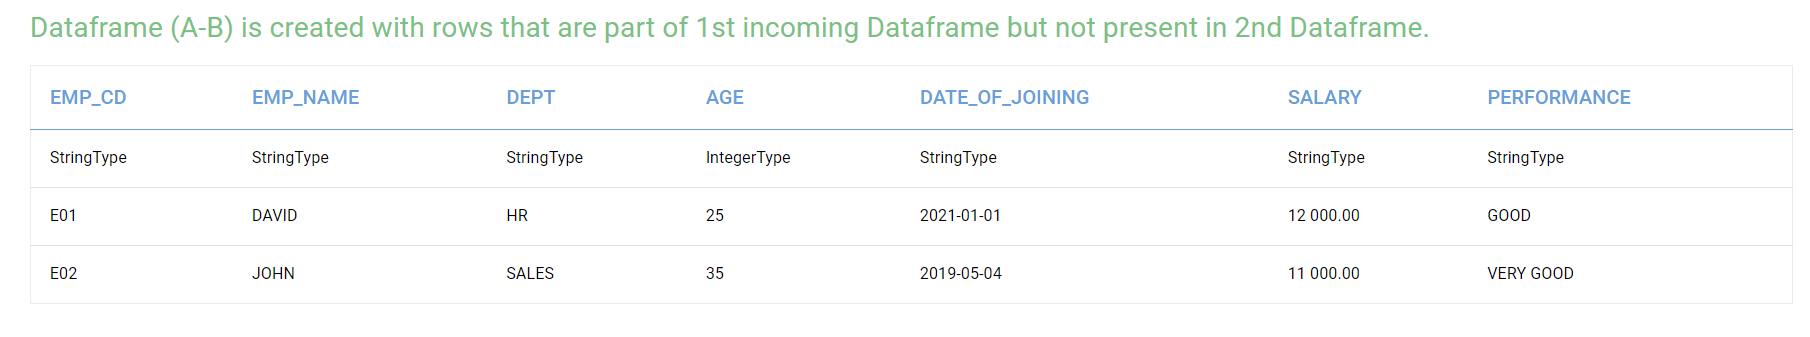 Dataframe (A-B) is created with rows that are part of 1st incoming Dataframe but not present in 2nd Dataframe.
EMP_CD EMP_NAME DEPT AGE DATE_OF_JOINING SALARY PERFORMANCE
StringType StringType StringType IntegerType StringType StringType StringType
E01 DAVID HR 25 2021-01-01 12 000.00 GOOD
E02 JOHN SALES 35 2019-05-04 11 000.00 VERY GOOD